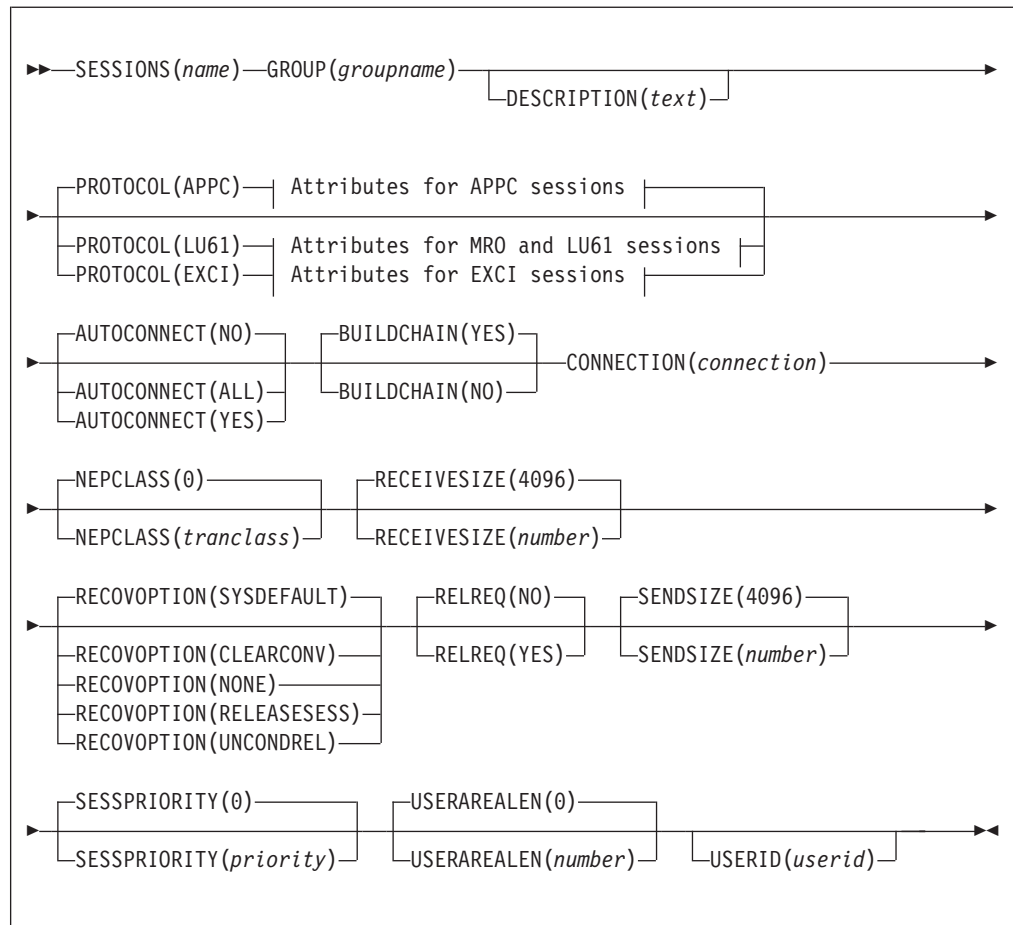 SESSIONS(name) GROUP(groupname)
DESCRIPTION(text)
PROTOCOL(APPC) Attributes for APPC sessions
PROTOCOL(LU61) Attributes for MRO and LU61 sessions
PROTOCOL(EXCI) Attributes for EXCI sessions
AUTOCONNECT(NO) BUILDCHAIN(YES)
CONNECTION(connection)
AUTOCONNECT(ALL) BUILDCHAIN(NO)
AUTOCONNECT(YES)
NEPCLASS(0) RECEIVESIZE(4096)
NEPCLASS(tranclass) RECEIVESIZE(number)
RECOVOPTION(SYSDEFAULT) RELREQ(NO) SENDSIZE(4096)
RECOVOPTION(CLEARCONV) RELREQ(YES) SENDSIZE(number)
RECOVOPTION(NONE)
RECOVOPTION(RELEASESESS)
RECOVOPTION(UNCONDREL)
SESSPRIORITY(0) USERAREALEN(0)
SESSPRIORITY(priority) USERAREALEN(number) USERID(userid)